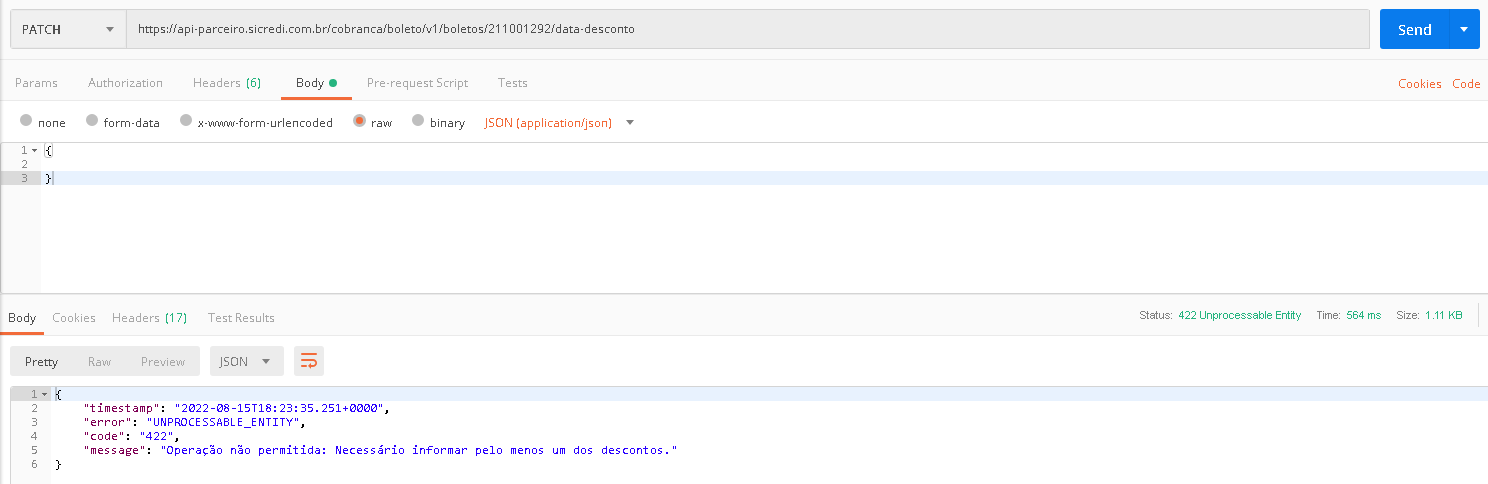 PATCH https://api-parceiro.sicredi.com.br/cobranca/boleto/v1/boletos/211001292/data-desconto Send
Params Authorization Headers (6) Body Pre-request Script Tests Cookies Code
none form-data x-www-form-urlencoded raw binary JSON (application/json)
1 {
2
3 }
Body Cookies Headers (17) Test Results Status: 422 Unprocessable Entity Time: 564 ms Size: 1.11 KB
Pretty Raw Preview JSON
1 {
2 "timestamp": "2022-08-15T18:23:35.251+0000",
3 "error": "UNPROCESSABLE_ENTITY",
4 "code": "422",
5 "message": "Operação não permitida: Necessário informar pelo menos um dos descontos."
6 }